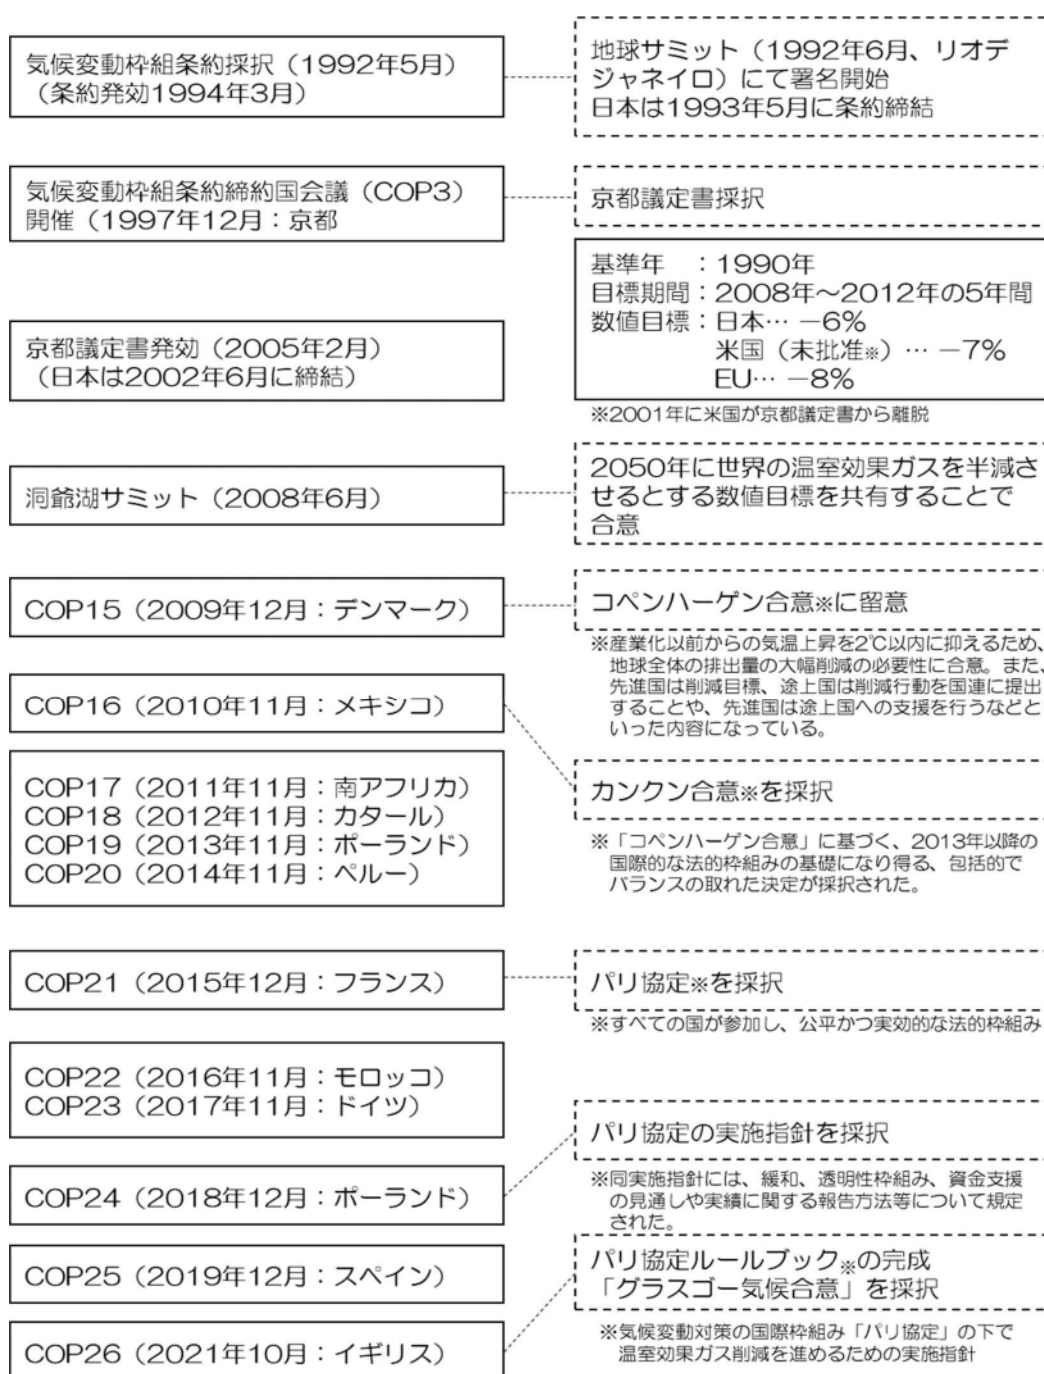 気候変動枠組条約採択（1992年5月）
（条約発効1994年3月）
地球サミット（1992年6月、リオデ
ジャネイロ）にて署名開始
日本は1993年5月に条約締結
気候変動枠組条約締約国会議（COP3）
開催（1997年12月：京都
京都議定書採択
基準年　：1990年
目標期間：2008年～2012年の5年間
数値目標：日本… －6%
米国（未批准※）… －7%
EU… －8%
※2001年に米国が京都議定書から離脱
京都議定書発効（2005年2月）
（日本は2002年6月に締結）
洞爺湖サミット（2008年6月）
2050年に世界の温室効果ガスを半減さ
せるとする数値目標を共有することで
合意
COP15（2009年12月：デンマーク）
コペンハーゲン合意※に留意
※産業化以前からの気温上昇を2℃以内に抑えるため、
地球全体の排出量の大幅削減の必要性に合意。また、
先進国は削減目標、途上国は削減行動を国連に提出
することや、先進国は途上国への支援を行うなどと
いった内容になっている。
COP16（2010年11月：メキシコ）
カンクン合意※を採択
※「コペンハーゲン合意」に基づく、2013年以降の
国際的な法的枠組みの基礎になり得る、包括的で
バランスの取れた決定が採択された。
COP17（2011年11月：南アフリカ）
COP18（2012年11月：カタール）
COP19（2013年11月：ポーランド）
COP20（2014年11月：ペルー）
COP21（2015年12月：フランス）
パリ協定※を採択
※すべての国が参加し、公平かつ実効的な法的枠組み
COP22（2016年11月：モロッコ）
COP23（2017年11月：ドイツ）
COP24（2018年12月：ポーランド）
パリ協定の実施指針を採択
※同実施指針には、緩和、透明性枠組み、資金支援
の見通しや実績に関する報告方法等について規定
された。
COP25（2019年12月：スペイン）
COP26（2021年10月：イギリス）
パリ協定ルールブック※の完成
「グラスゴー気候合意」を採択
※気候変動対策の国際枠組み「パリ協定」の下で
温室効果ガス削減を進めるための実施指針